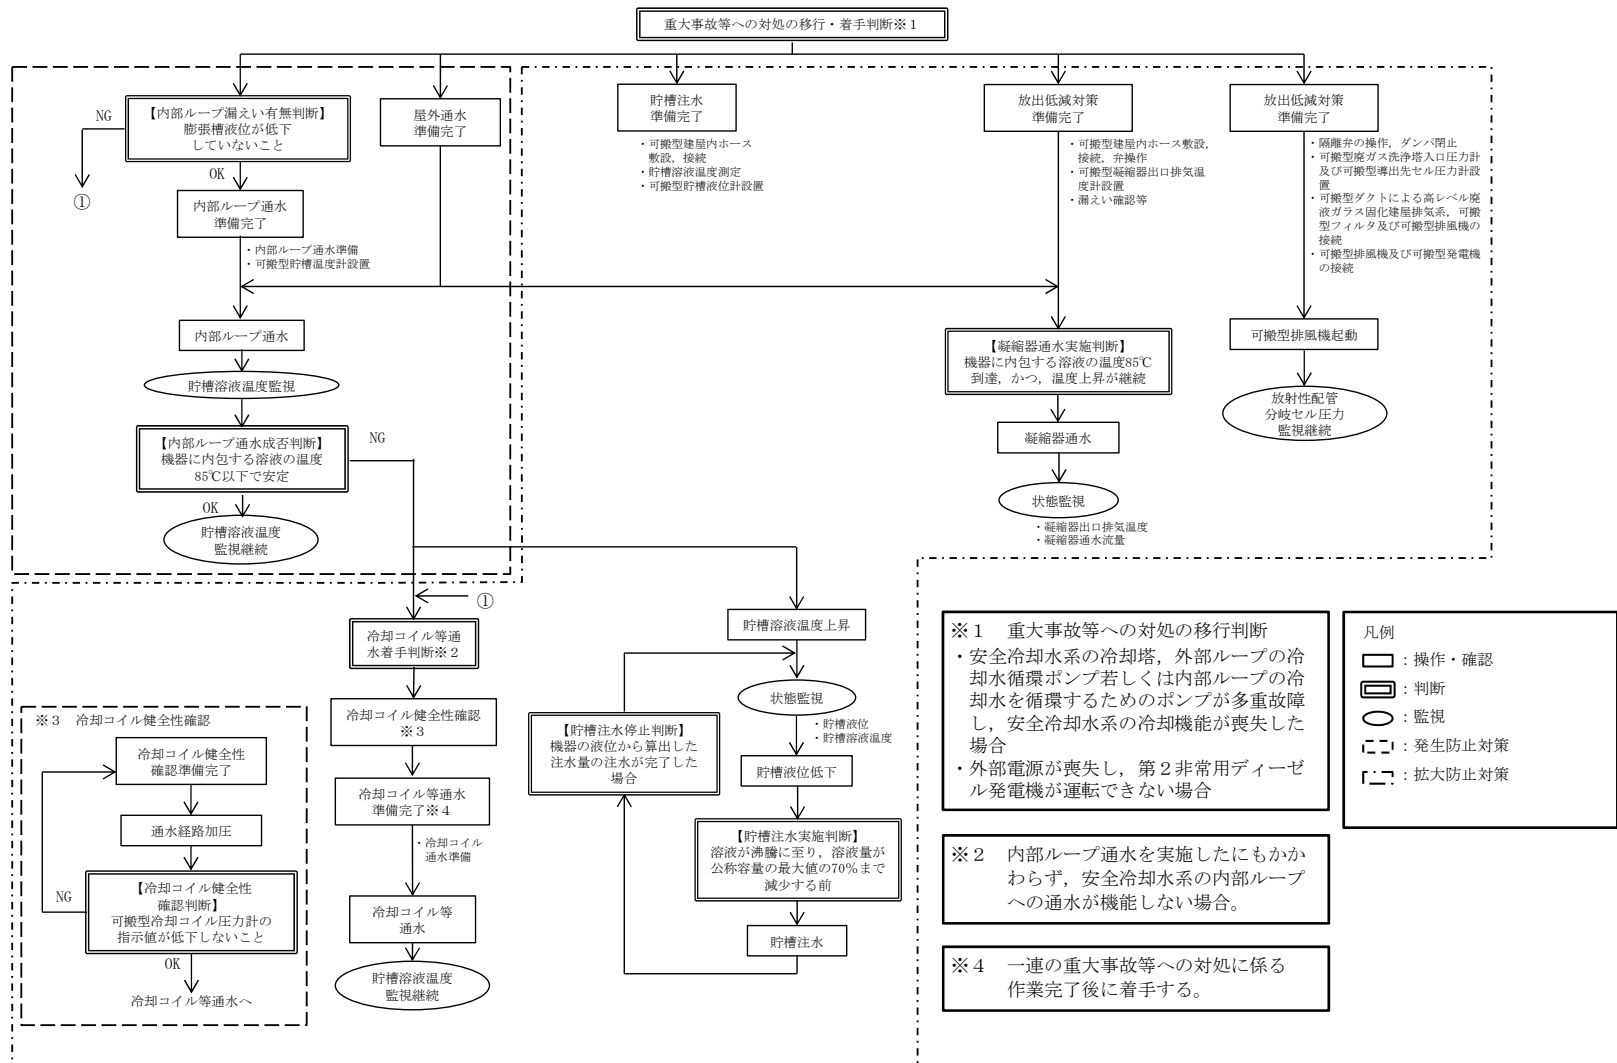 重大事故等への対処の移行・着手判断※１
NG
【内部ループ漏えい有無判断】
膨張槽液位が低下
していないこと
①
OK
内部ループ通水
準備完了
・内部ループ通水準備
・可搬型貯槽温度計設置
屋外通水
準備完了
内部ループ通水
貯槽溶液温度監視
【内部ループ通水成否判断】
機器に内包する溶液の温度
85℃以下で安定
NG
OK
貯槽溶液温度
監視継続
貯槽注水
準備完了
・可搬型建屋内ホース
敷設，接続
・貯槽溶液温度測定
・可搬型貯槽液位計設置
放出低減対策
準備完了
・可搬型建屋内ホース敷設，
接続，弁操作
・可搬型凝縮器出口排気温
度計設置
・漏えい確認等
【凝縮器通水実施判断】
機器に内包する溶液の温度85℃
到達，かつ，温度上昇が継続
凝縮器通水
状態監視
・凝縮器出口排気温度
・凝縮器通水流量
放出低減対策
準備完了
・隔離弁の操作，ダンパ閉止
・可搬型廃ガス洗浄塔入口圧力計
及び可搬型導出先セル圧力計設
置
・可搬型ダクトによる高レベル廃
液ガラス固化建屋排気系，可搬
型フィルタ及び可搬型排風機の
接続
・可搬型排風機及び可搬型発電機
の接続
可搬型排風機起動
放射性配管
分岐セル圧力
監視継続
①
冷却コイル等通
水着手判断※２
冷却コイル健全性確認
※３
冷却コイル等通水
準備完了※４
・冷却コイル
通水準備
冷却コイル等
通水
貯槽溶液温度
監視継続
※３　冷却コイル健全性確認
冷却コイル健全性
確認準備完了
通水経路加圧
NG
【冷却コイル健全性
確認判断】
可搬型冷却コイル圧力計の
指示値が低下しないこと
OK
冷却コイル等通水へ
貯槽溶液温度上昇
状態監視
・貯槽液位
・貯槽溶液温度
貯槽液位低下
【貯槽注水実施判断】
溶液が沸騰に至り，溶液量が
公称容量の最大値の70％まで
減少する前
貯槽注水
【貯槽注水停止判断】
機器の液位から算出した
注水量の注水が完了した
場合
※１　重大事故等への対処の移行判断
・安全冷却水系の冷却塔，外部ループの冷
却水循環ポンプ若しくは内部ループの冷
却水を循環するためのポンプが多重故障
し，安全冷却水系の冷却機能が喪失した
場合
・外部電源が喪失し，第２非常用ディーゼ
ル発電機が運転できない場合
※２　内部ループ通水を実施したにもかか
わらず，安全冷却水系の内部ループ
への通水が機能しない場合。
※４　一連の重大事故等への対処に係る
作業完了後に着手する。
凡例
：操作・確認
：判断
：監視
：発生防止対策
：拡大防止対策